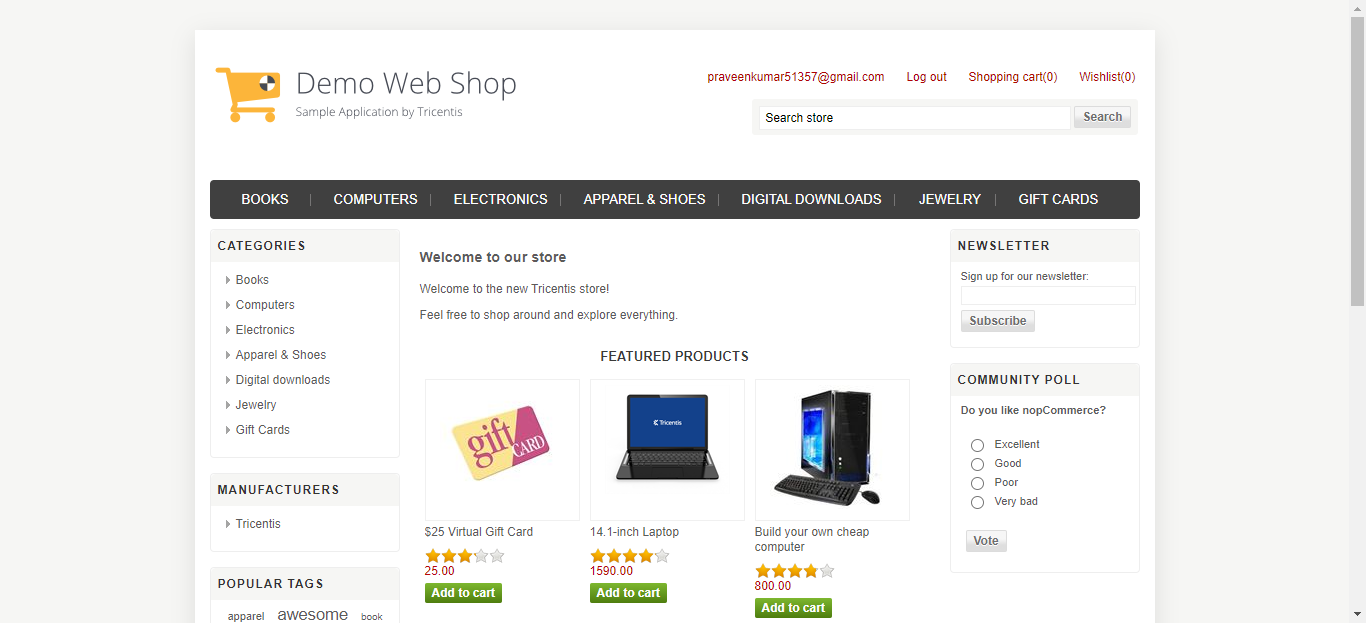 praveenkumar51357@gmail.com Log out Shopping cart(0) Wishlist(0)
Demo Web Shop
Sample Application by Tricentis
Search store Search
BOOKS COMPUTERS ELECTRONICS APPAREL & SHOES DIGITAL DOWNLOADS JEWELRY GIFT CARDS
CATEGORIES
Books
Computers
Electronics
Apparel & Shoes
Digital downloads
Jewelry
Gift Cards
MANUFACTURERS
Tricentis
POPULAR TAGS
apparel awesome book
Welcome to our store
Welcome to the new Tricentis store!
Feel free to shop around and explore everything.
FEATURED PRODUCTS
gift
CARD
$25 Virtual Gift Card
25.00
Add to cart
Tricentis
14.1-inch Laptop
1590.00
Add to cart
Build your own cheap
computer
800.00
Add to cart
NEWSLETTER
Sign up for our newsletter:
Subscribe
COMMUNITY POLL
Do you like nopCommerce?
Excellent
Good
Poor
Very bad
Vote